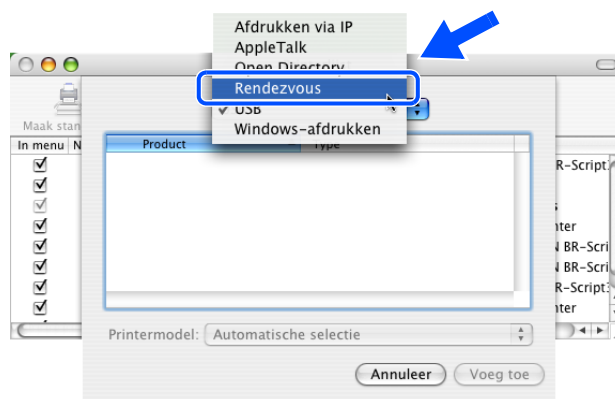 Afdrukken via IP
AppleTalk
Open Directory
Rendezvous
✓ USB
Windows-afdrukken
Maak stan
In menu N
Product
Type
R-Script
nter
N BR-Scri
N BR-Scri
R-Script
nter
Printermodel: Automatische selectie
Annuleer Voeg toe